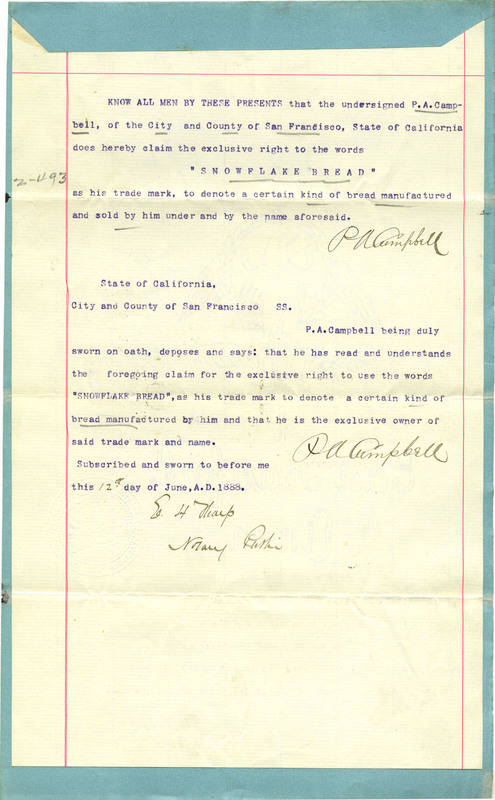 KNOW ALL MEN BY THESE PRESENTS that the undersigned P.A.Camp-
bell, of the City and County of San Francisco, State of California
does hereby claim the exclusive right to the words
"SNOWFLAKE BREAD"
2-493
as his trade mark, to denote a certain kind of bread manufactured
and sold by him under and by the name aforesaid.
P A Campbell
State of California,
City and County of San Francisco SS.
P.A.Campbell being duly
sworn on oath, deposes and says: that he has read and understands
the foregoing claim for the exclusive right to use the words
"SNOWFLAKE BREAD",as his trade mark to denote a certain kind of
bread manufactured by him and that he is the exclusive owner of
said trade mark and name.
P A Campbell
Subscribed and sworn to before me
this 12th day of June,A.D.1888.
E. H Tharp
Notary Public